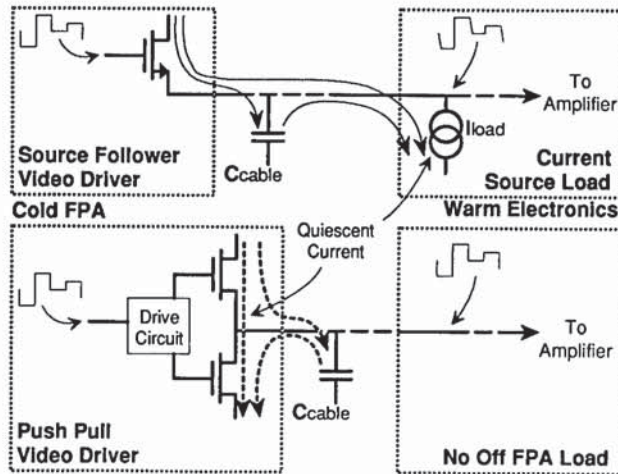 To
Amplifier
Iload
Source Follower
Video Driver
Ccable
Current
Source Load
Cold FPA
Warm Electronics
Quiescent
Current
Drive
Circuit
To
Amplifier
Ccable
Push Pull
Video Driver
No Off FPA Load